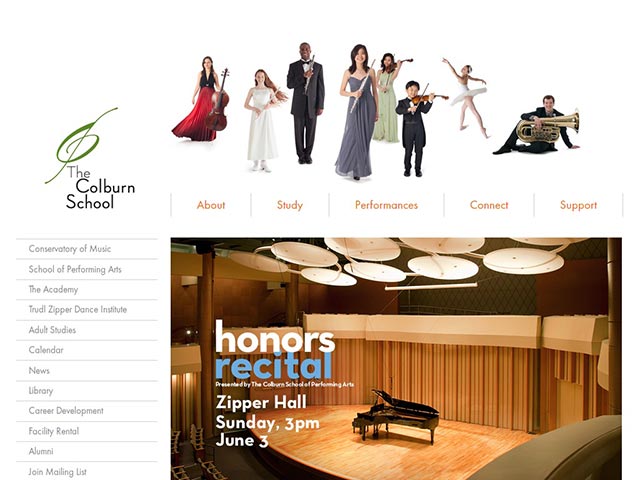 The
Colburn
School
About
Study
Performances
Connect
Support
Conservatory of Music
School of Performing Arts
The Academy
Trudl Zipper Dance Institute
Adult Studies
Calendar
News
Library
Career Development
Facility Rental
Alumni
Join Mailing List
honors
recital
Presented by The Colburn School of Performing Arts
Zipper Hall
Sunday, 3pm
June 3